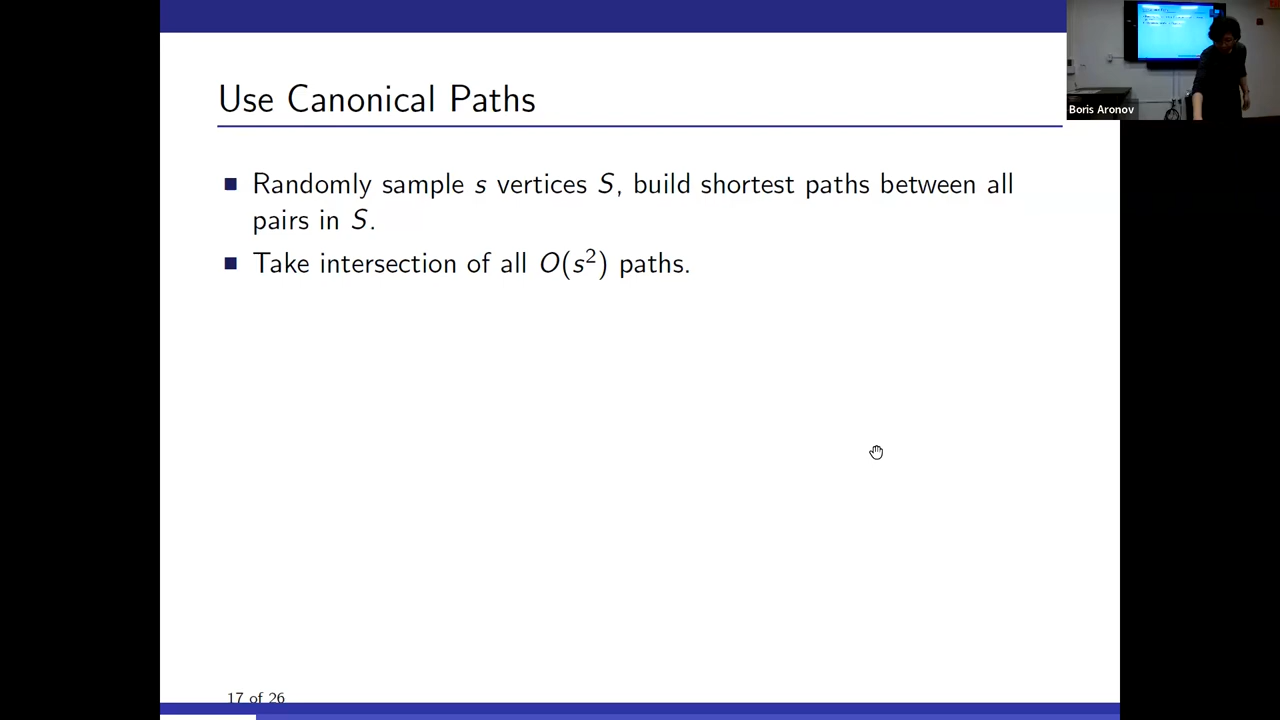 Use Canonical Paths
Boris Aronov
■ Randomly sample s vertices S, build shortest paths between all
pairs in S.
■ Take intersection of all O(s²) paths.
17 of 26